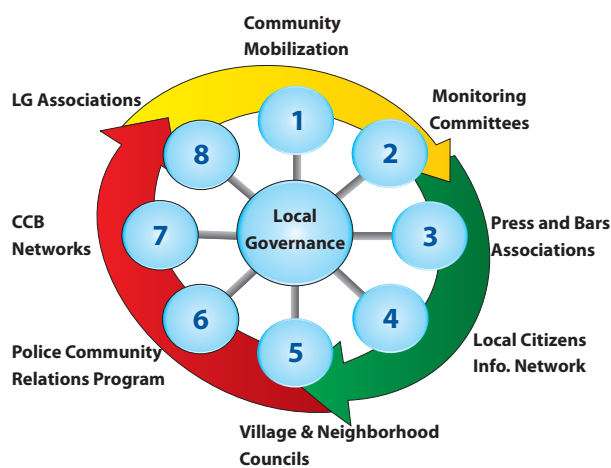 Community
Mobilization
LG Associations
Monitoring
Committees
1
8
2
Local
Governance
CCB
Networks
7
3
Press and Bars
Associations
6
4
Police Community
Relations Program
5
Local Citizens
Info. Network
Village & Neighborhood
Councils